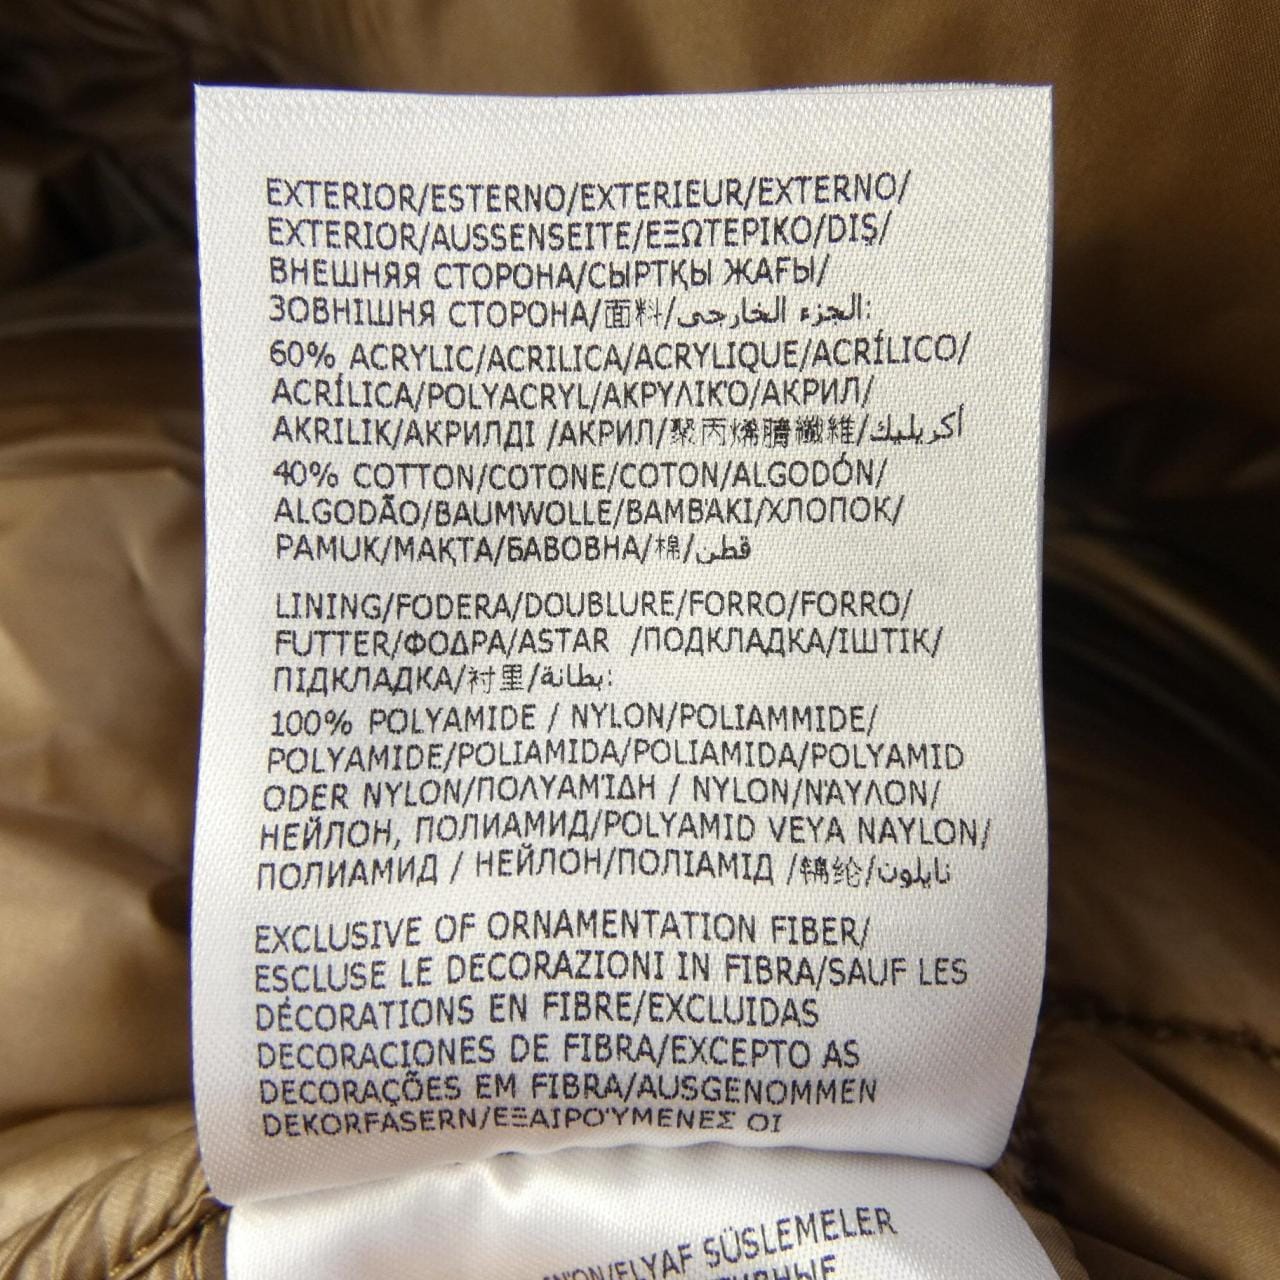 EXTERIOR/ESTERNO/EXTERIEUR/EXTERNO/
EXTERIOR/AUSSENSEITE/ΕΞΩΤΕΡΙΚΟ/DIŞ/
ВНЕШНЯЯ СТОРОНА/СЫРТҚЫ ЖАҒЫ/
ЗОВНІШНЯ СТОРОНА/面料/الجزء الخارجي:
60% ACRYLIC/ACRILICA/ACRYLIQUE/ACRÍLICO/
ACRÍLICA/POLYACRYL/ΑΚΡΥΛΙΚΌ/АКРИЛ/
AKRILIK/АКРИЛДІ /АКРИЛ/聚丙烯腈纖維/أكريليك
40% COTTON/COTONE/COTON/ALGODÓN/
ALGODÃO/BAUMWOLLE/ΒΑΜΒΆΚΙ/ХЛОПОК/
PAMUK/МАҚТА/БАВОВНА/棉/قطن
LINING/FODERA/DOUBLURE/FORRO/FORRO/
FUTTER/ΦΟΔΡΑ/ASTAR /ПОДКЛАДКА/ІШТІК/
ПІДКЛАДКА/衬里/بطانة:
100% POLYAMIDE / NYLON/POLIAMMIDE/
POLYAMIDE/POLIAMIDA/POLIAMIDA/POLYAMID
ODER NYLON/ΠΟΛΥΑΜΊΔΗ / NYLON/ΝΆΥΛΟΝ/
НЕЙЛОН, ПОЛИАМИД/POLYAMID VEYA NAYLON/
ПОЛИАМИД / НЕЙЛОН/ПОЛІАМІД /锦纶/نايلون
EXCLUSIVE OF ORNAMENTATION FIBER/
ESCLUSE LE DECORAZIONI IN FIBRA/SAUF LES
DÉCORATIONS EN FIBRE/EXCLUIDAS
DECORACIONES DE FIBRA/EXCEPTO AS
DECORAÇÕES EM FIBRA/AUSGENOMMEN
DEKORFASERN/ΕΞΑΙΡΟΎΜΕΝΕΣ ΟΙ
SÜSLEMELER